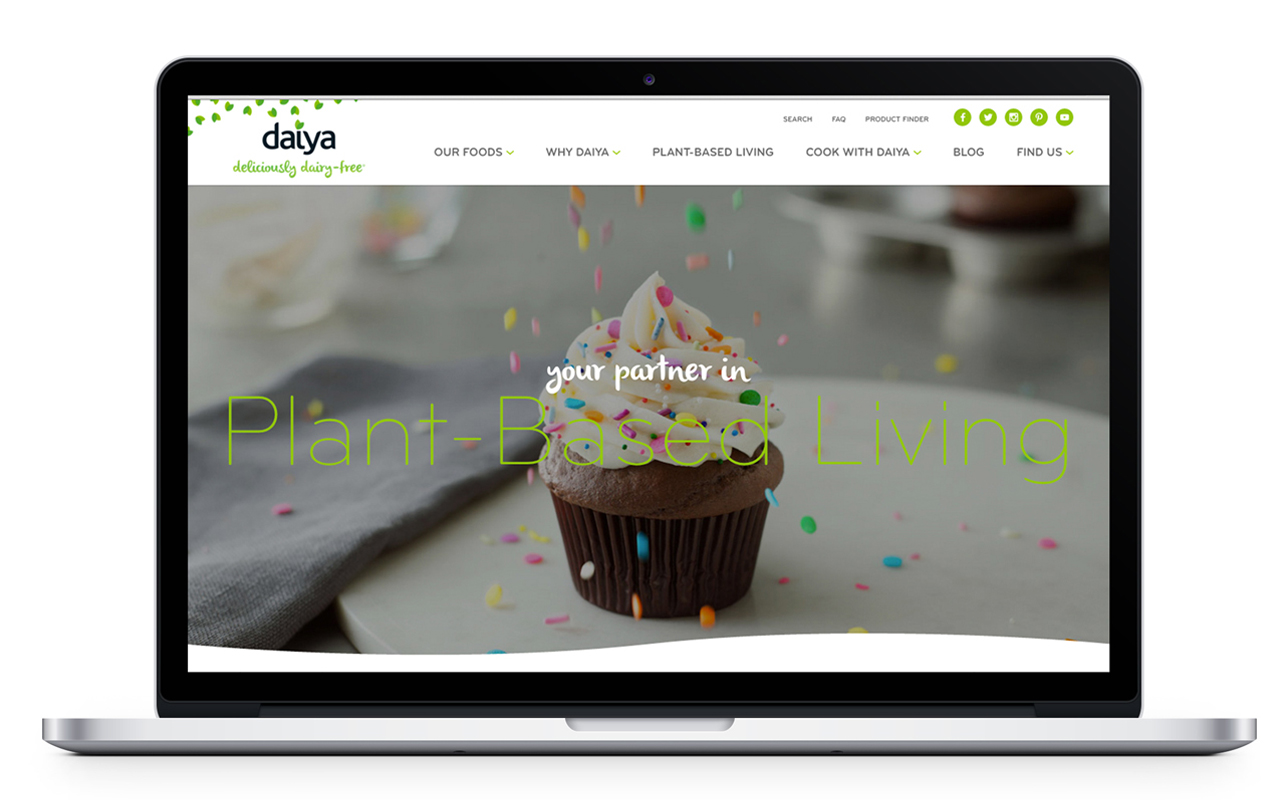 daiya
deliciously dairy-free
SEARCH FAQ PRODUCT FINDER
OUR FOODS WHY DAIYA PLANT-BASED LIVING COOK WITH DAIYA BLOG FIND US
your partner in
Plant-Based Living